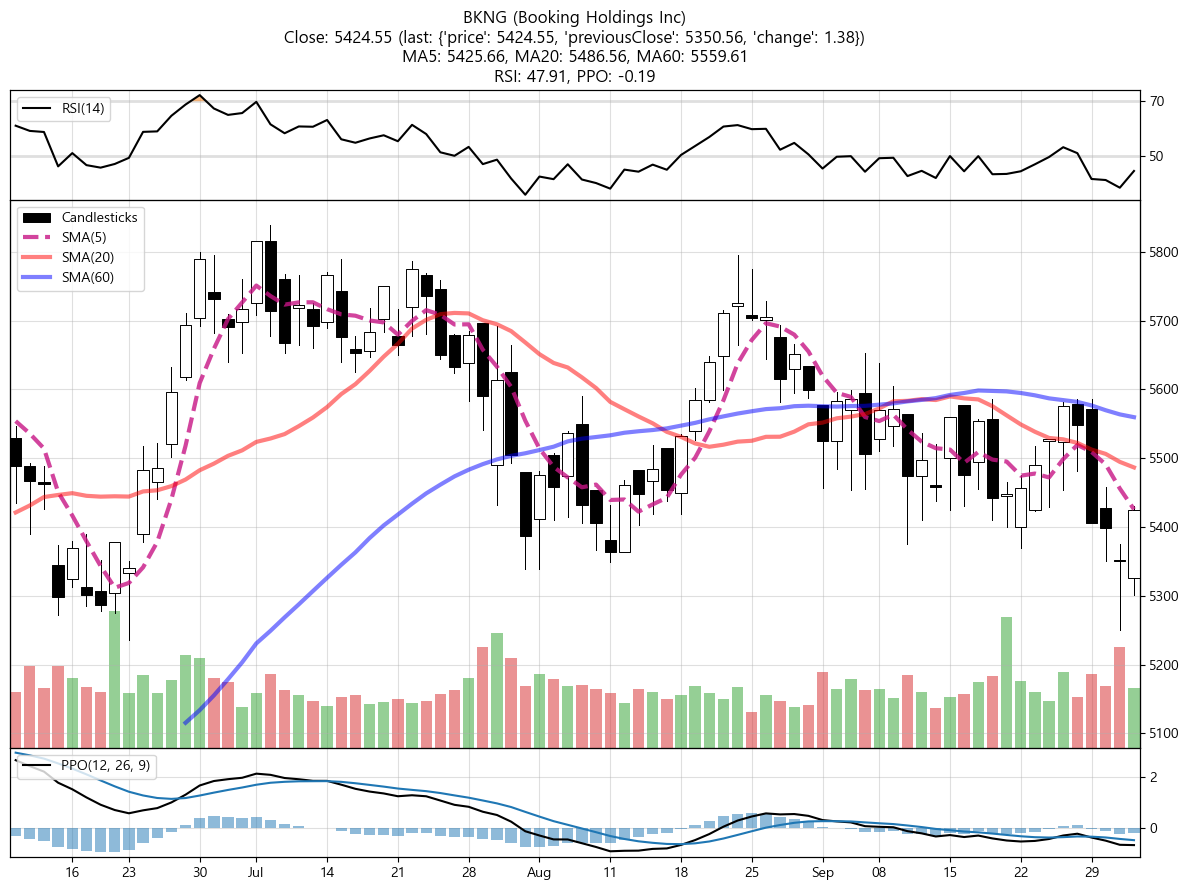 BKNG (Booking Holdings Inc)
Close: 5424.55 (last: {'price': 5424.55, 'previousClose': 5350.56, 'change': 1.38})
MA5: 5425.66, MA20: 5486.56, MA60: 5559.61
RSI: 47.91, PPO: -0.19
RSI(14)
70
50
Candlesticks
SMA(5)
SMA(20)
SMA(60)
5800
5700
5600
5500
5400
5300
5200
5100
PPO(12, 26, 9)
2
0
16 23 30 Jul 14 21 28 Aug 11 18 25 Sep 08 15 22 29